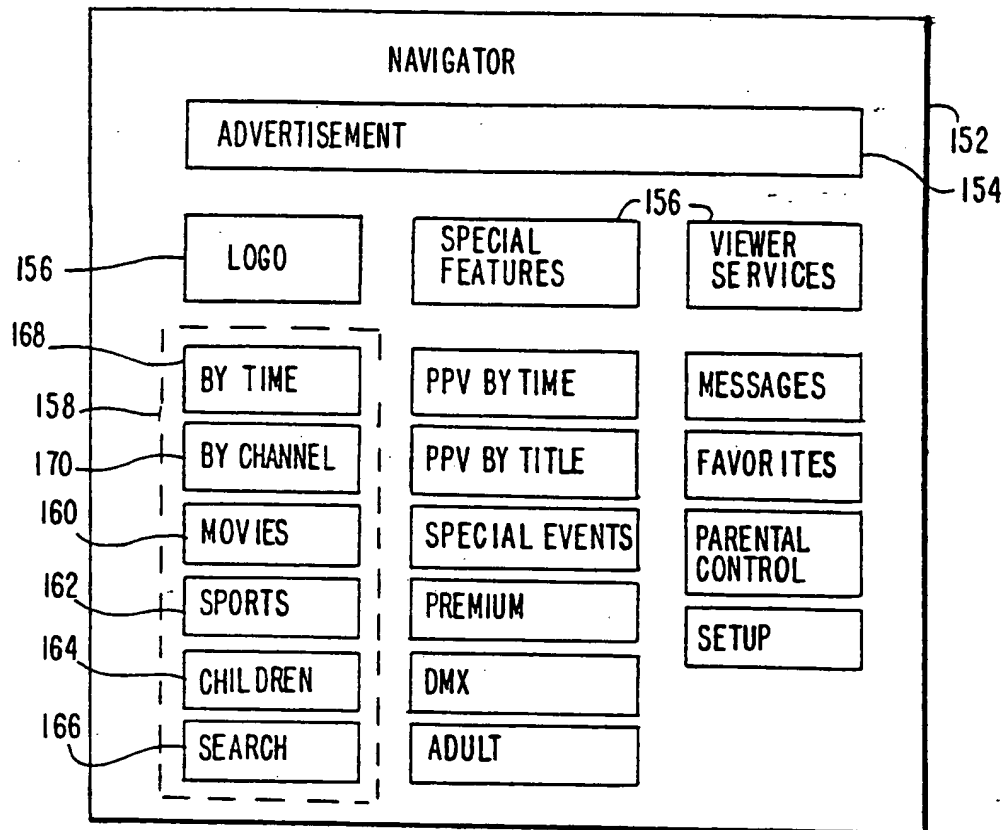 NAVIGATOR
ADVERTISEMENT
152
154
156
LOGO
156
SPECIAL
FEATURES
VIEWER
SERVICES
168
158
170
160
162
164
166
BY TIME
BY CHANNEL
MOVIES
SPORTS
CHILDREN
SEARCH
PPV BY TIME
PPV BY TITLE
SPECIAL EVENTS
PREMIUM
DMX
ADULT
MESSAGES
FAVORITES
PARENTAL
CONTROL
SETUP